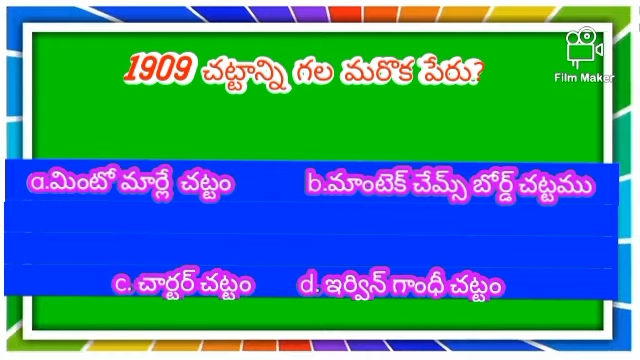 1909 చట్టాన్ని గల మరొక పేరు?
Film Maker
a.మింటో మార్లే చట్టం
b.మాంటెక్ చేమ్స్ బోర్డ్ చట్టము
c. చార్టర్ చట్టం
d. ఇర్విన్ గాంధీ చట్టం